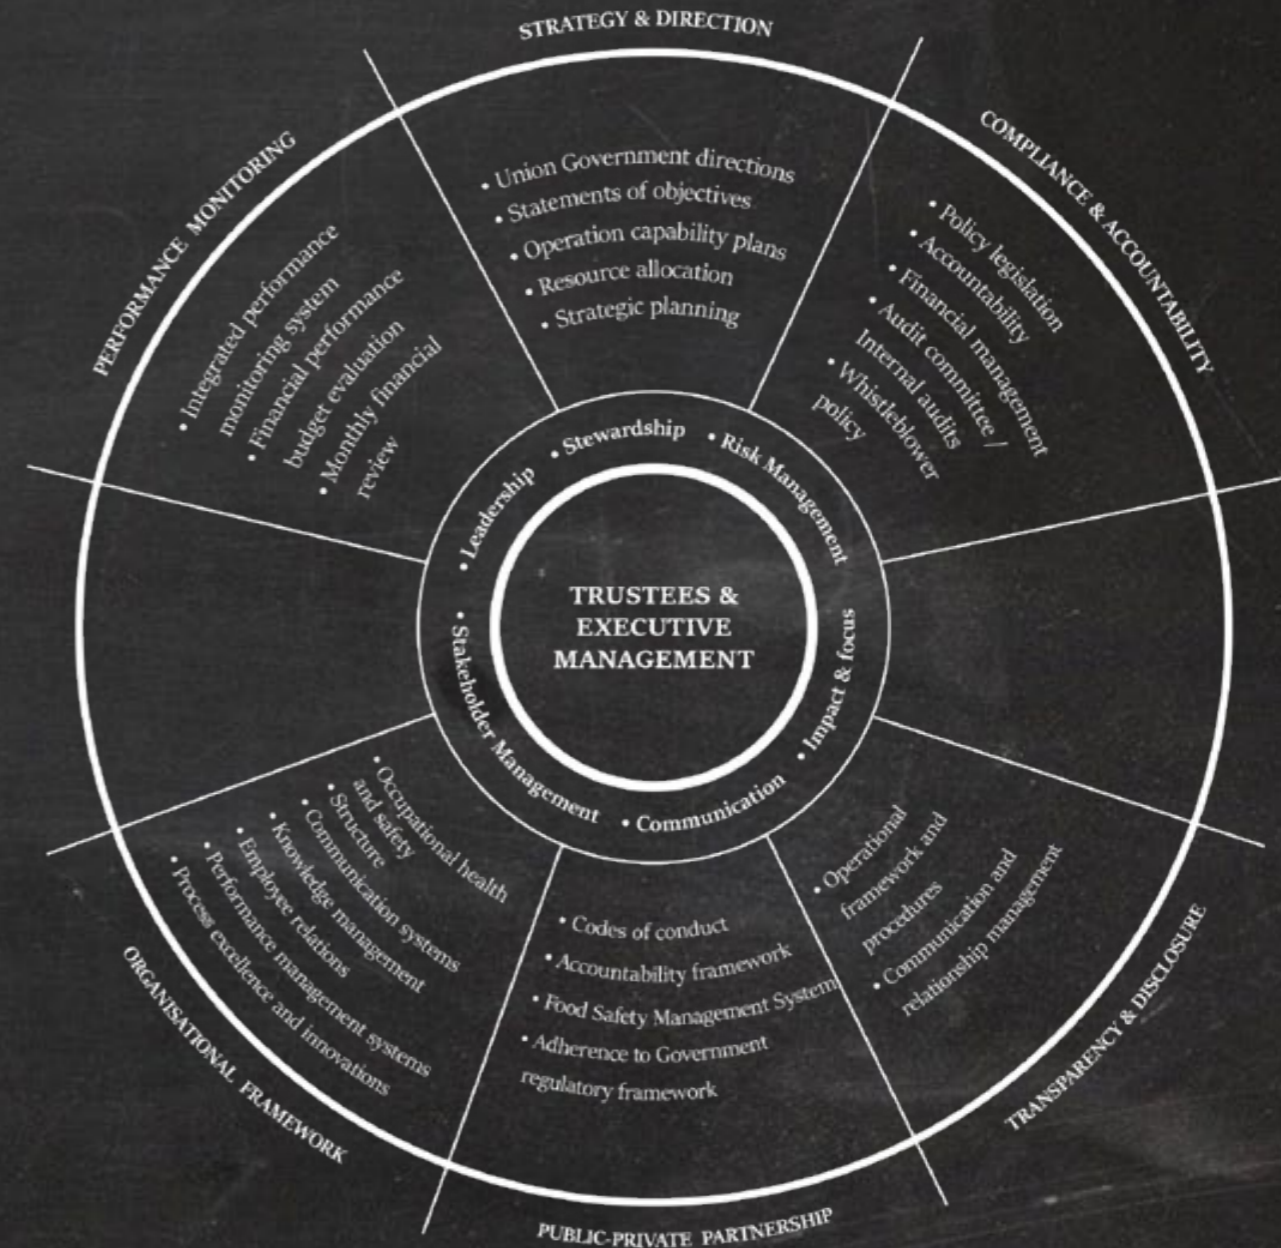 STRATEGY & DIRECTION
• Union Government directions
• Statements of objectives
• Operation capability plans
• Resource allocation
• Strategic planning
COMPLIANCE & ACCOUNTABILITY
• Policy legislation
• Accountability
• Financial management
• Audit committee /
Internal audits
• Whistleblower
policy
TRANSPARENCY & DISCLOSURE
• Operational
framework and
procedures
• Communication and
relationship management
PUBLIC-PRIVATE PARTNERSHIP
• Codes of conduct
• Accountability framework
• Food Safety Management System
• Adherence to Government
regulatory framework
ORGANISATIONAL FRAMEWORK
• Occupational health
and safety
• Structure
• Communication systems
• Knowledge management
• Employee relations
• Performance management systems
• Process excellence and innovations
PERFORMANCE MONITORING
• Integrated performance
monitoring system
• Financial performance
budget evaluation
• Monthly financial
review
• Leadership
• Stewardship
• Risk Management
• Impact & focus
• Communication
• Stakeholder Management
TRUSTEES &
EXECUTIVE
MANAGEMENT